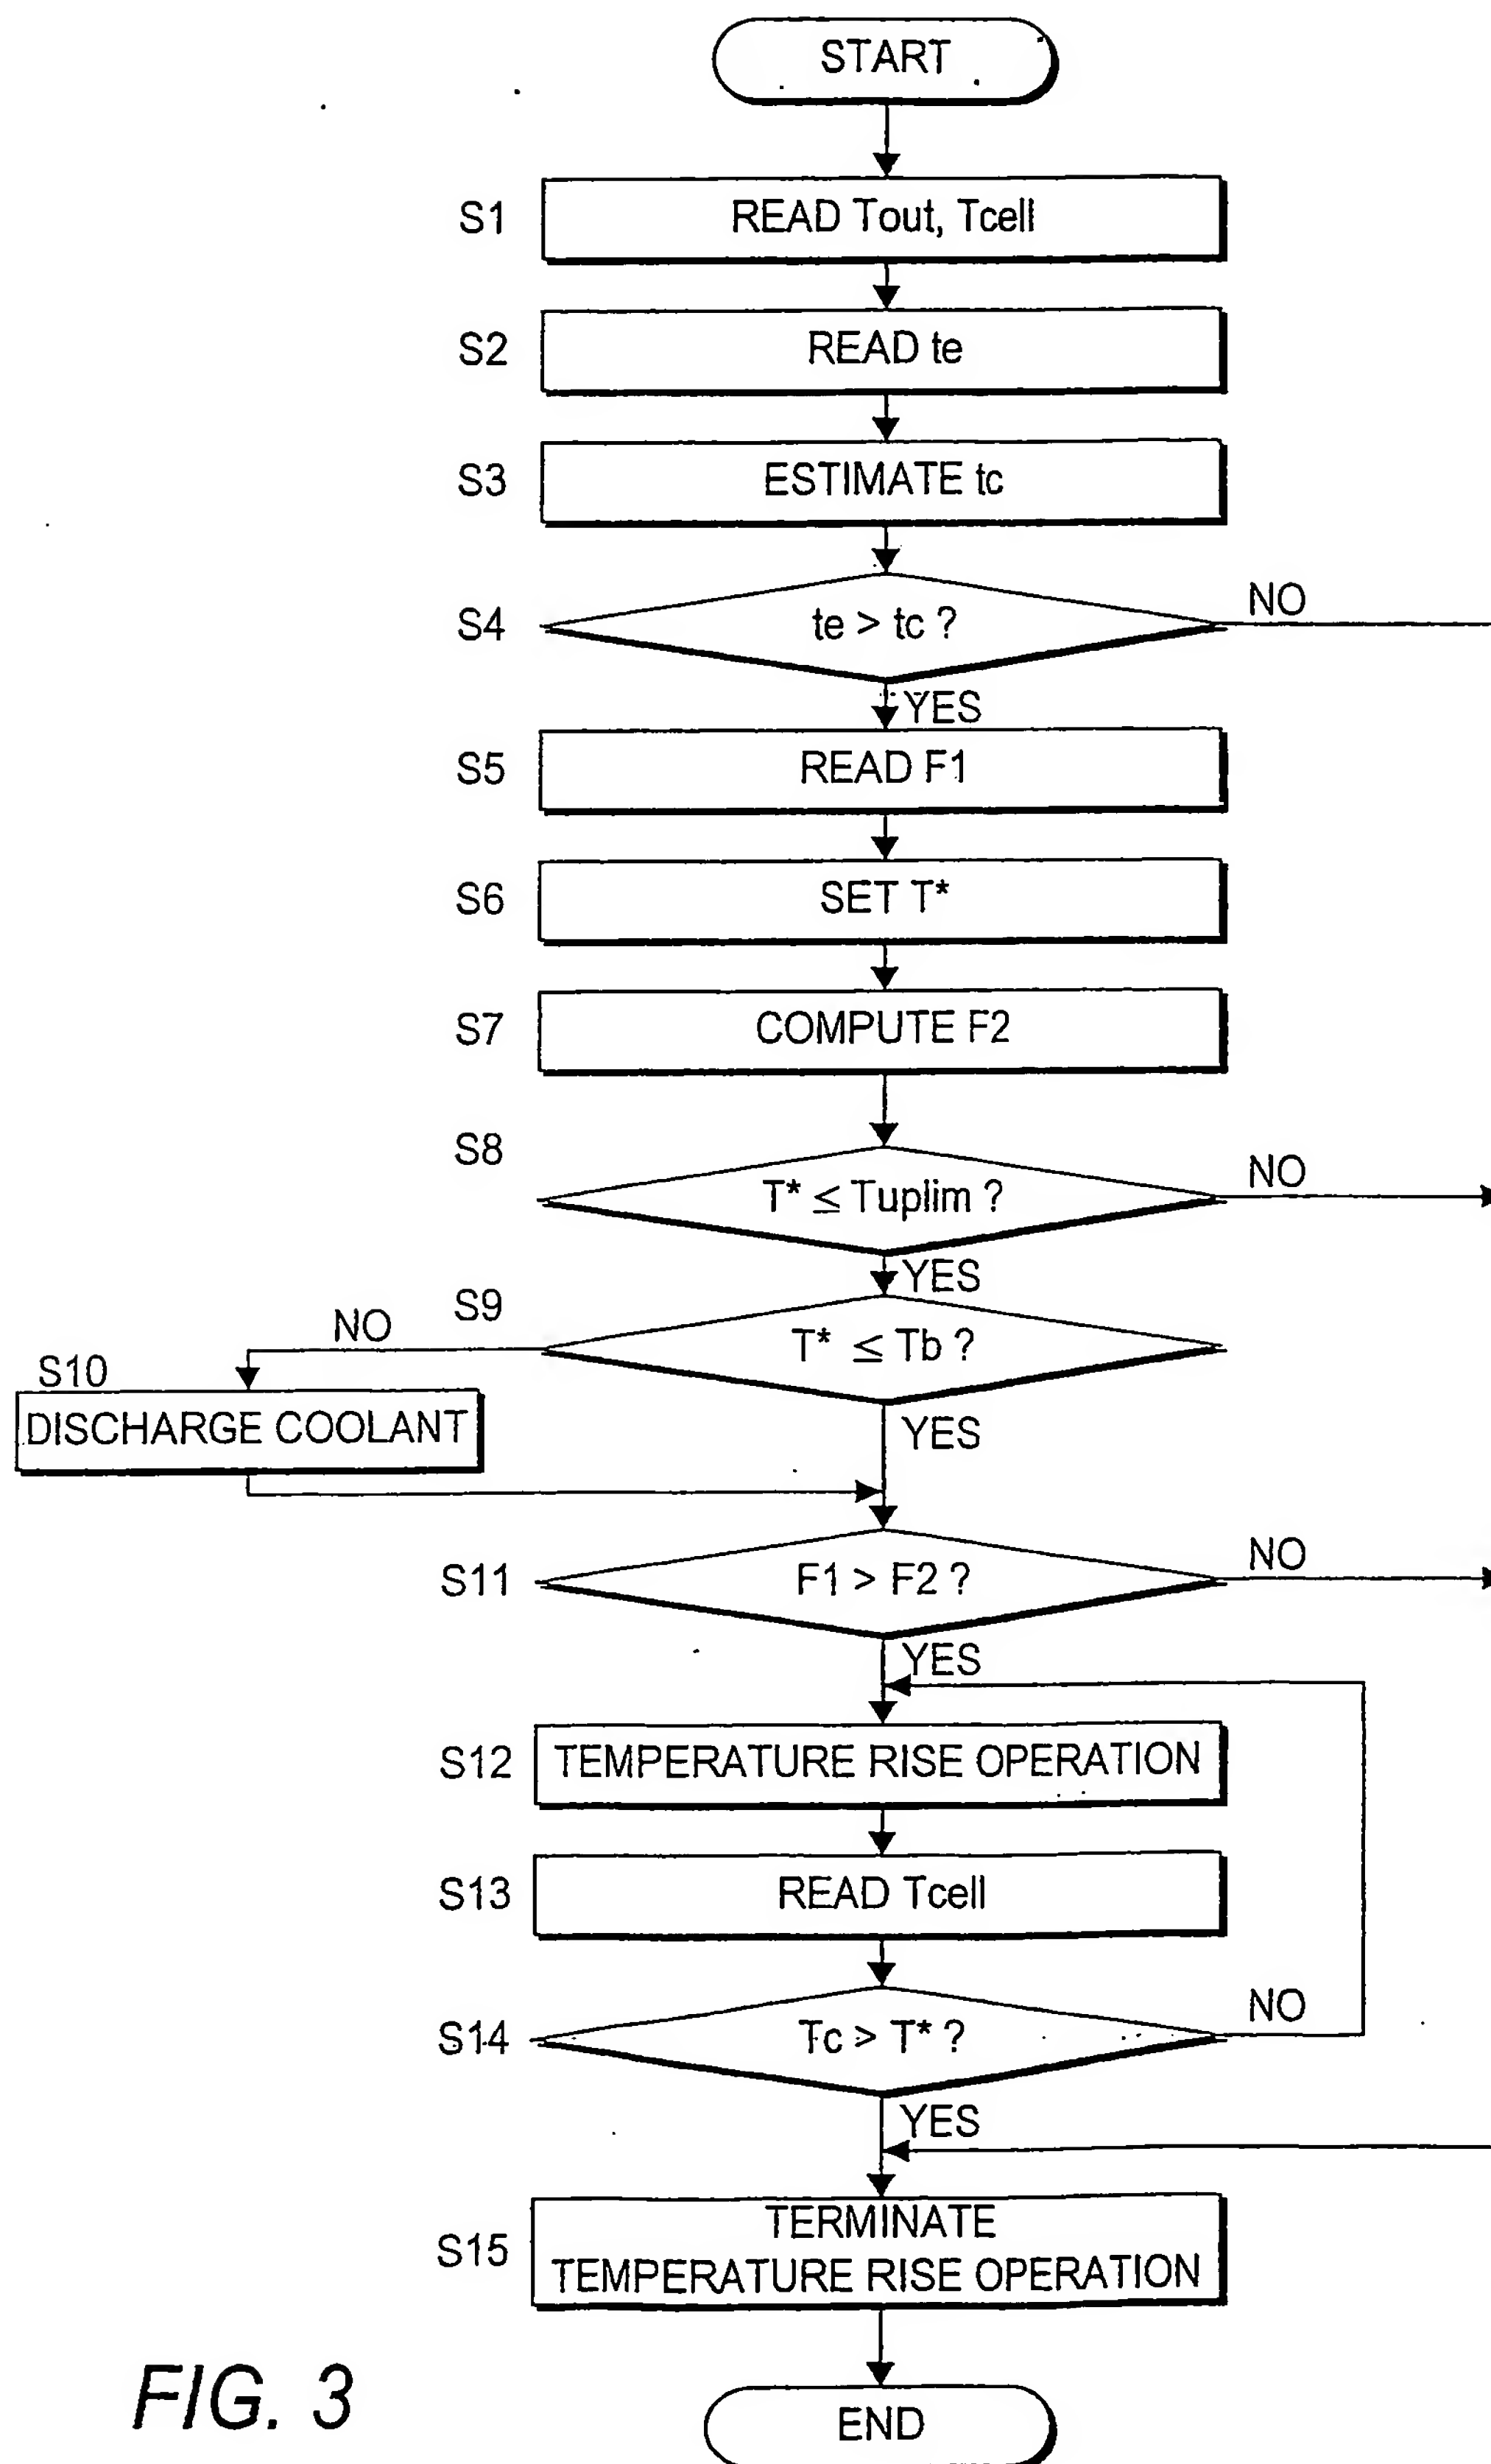 START
S1
READ Tout, Tcell
S2
READ te
S3
ESTIMATE tc
S4
te > tc ?
NO
YES
S5
READ F1
S6
SET T*
S7
COMPUTE F2
S8
T* ≤ Tuplim ?
NO
YES
S9
T* ≤ Tb ?
NO
YES
S10
DISCHARGE COOLANT
S11
F1 > F2 ?
NO
YES
S12
TEMPERATURE RISE OPERATION
S13
READ Tcell
S14
Tc > T* ?
NO
YES
S15
TERMINATE
TEMPERATURE RISE OPERATION
END
FIG. 3